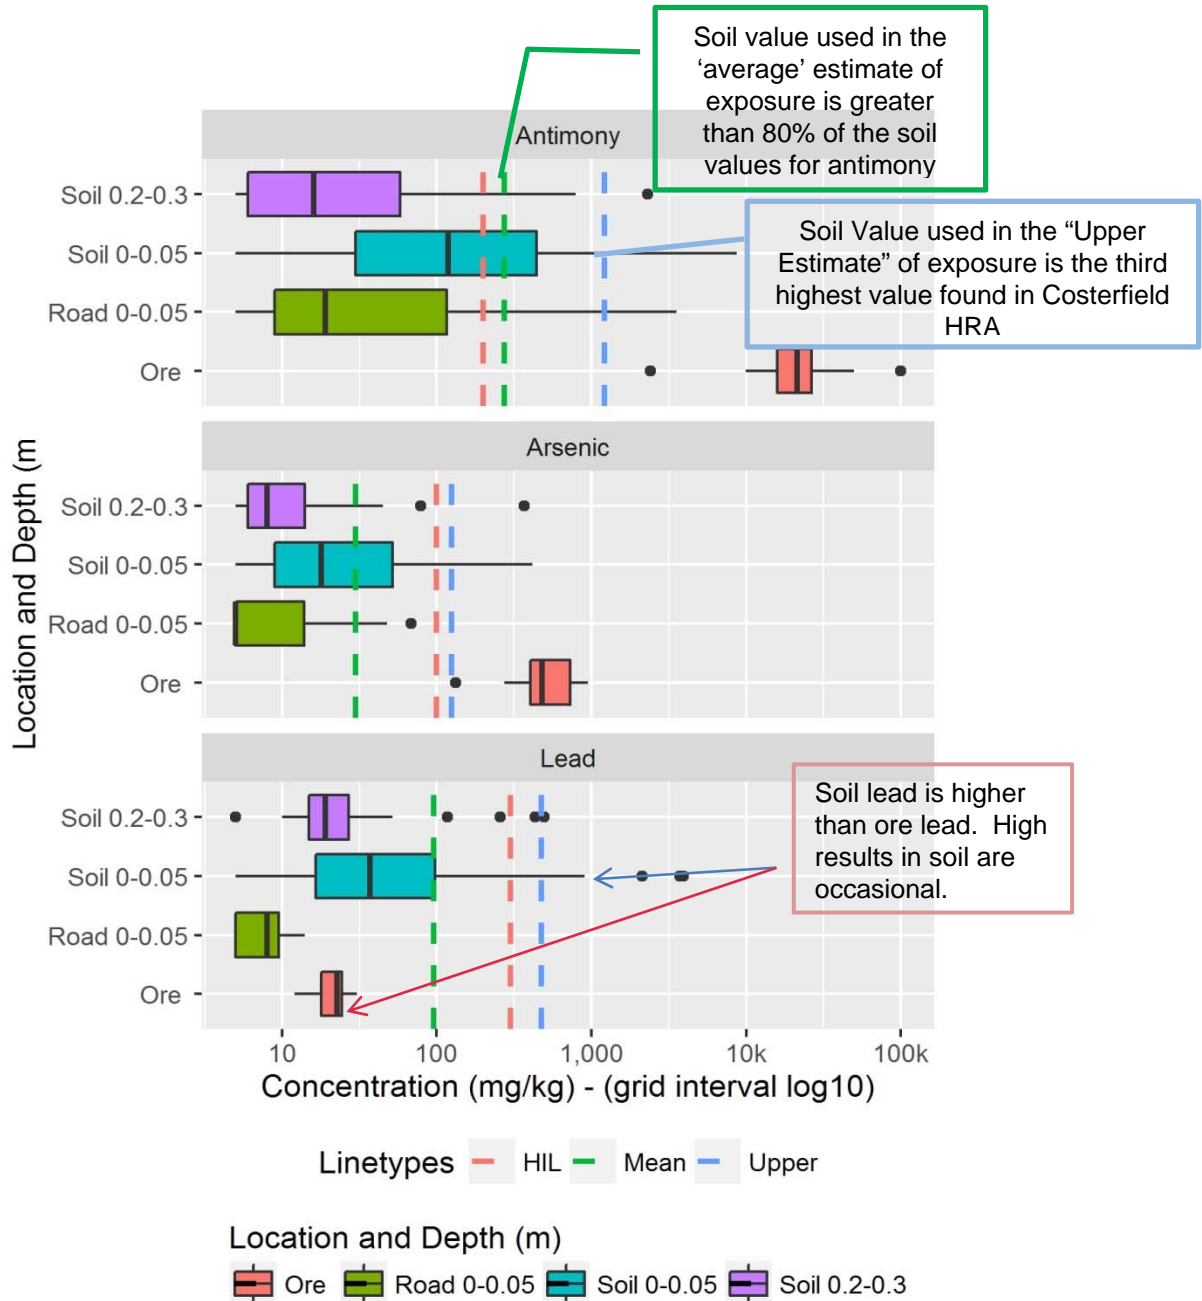 Soil value used in the
‘average’ estimate of
exposure is greater
than 80% of the soil
values for antimony
Antimony
Soil 0.2-0.3
Soil 0-0.05
Road 0-0.05
Ore
Soil Value used in the “Upper
Estimate” of exposure is the third
highest value found in Costerfield
HRA
Arsenic
Soil 0.2-0.3
Soil 0-0.05
Road 0-0.05
Ore
Location and Depth (m
Lead
Soil 0.2-0.3
Soil 0-0.05
Road 0-0.05
Ore
Soil lead is higher
than ore lead.  High
results in soil are
occasional.
10 100 1,000 10k 100k
Concentration (mg/kg) - (grid interval log10)
Linetypes HIL Mean Upper
Location and Depth (m)
Ore Road 0-0.05 Soil 0-0.05 Soil 0.2-0.3